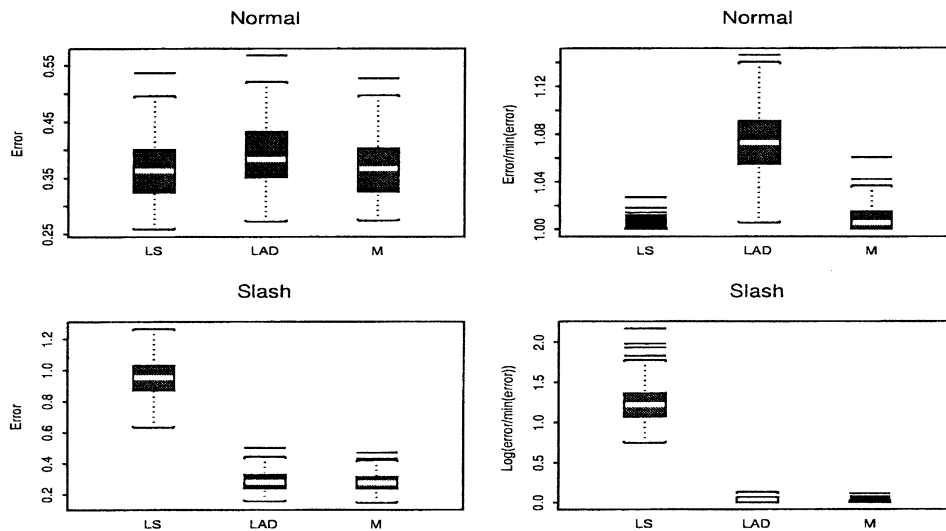 Normal
Error
0.55
0.45
0.35
0.25
LS LAD M
Normal
Error/min(error)
1.12
1.08
1.04
1.00
LS LAD M
Slash
Error
1.2
1.0
0.8
0.6
0.4
0.2
LS LAD M
Slash
Log(error/min(error))
2.0
1.5
1.0
0.5
0.0
LS LAD M